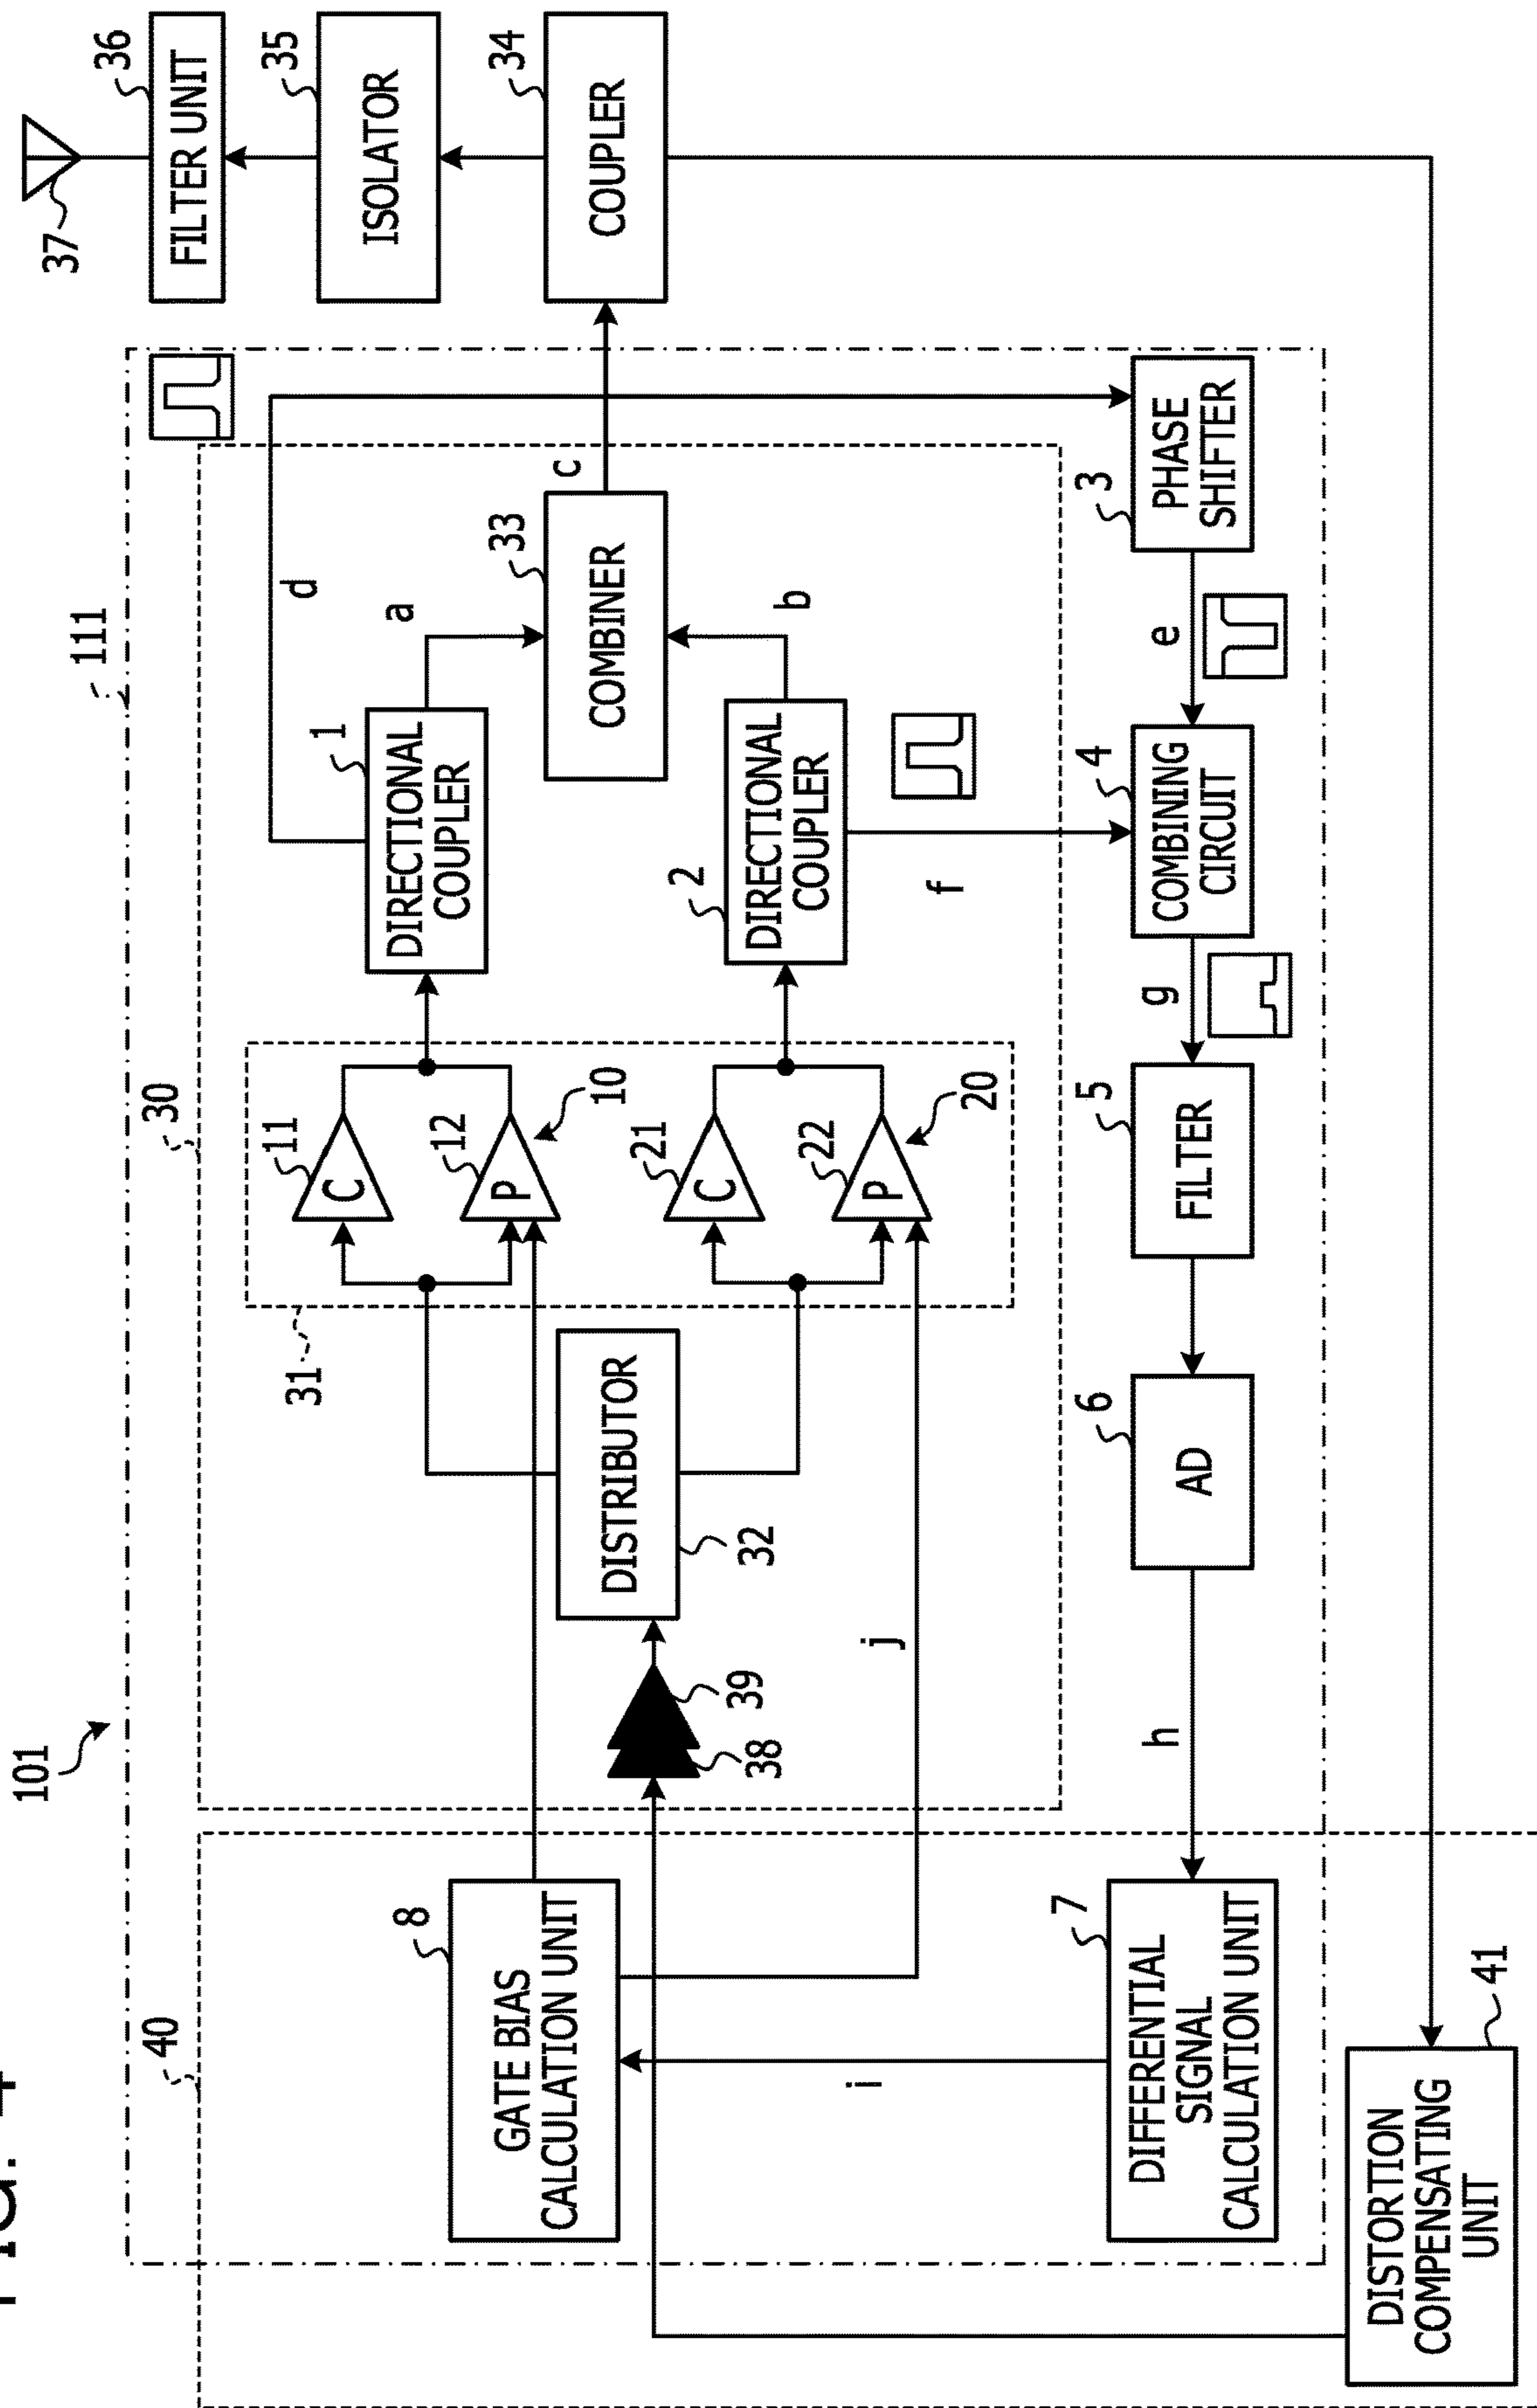 FIG. 4
101
111
40
30
31
8
GATE BIAS
CALCULATION UNIT
7
DIFFERENTIAL
SIGNAL
CALCULATION UNIT
41
DISTORTION
COMPENSATING
UNIT
i
j
h
38
39
32
DISTRIBUTOR
11
C
12
P
10
21
C
22
P
20
1
DIRECTIONAL
COUPLER
2
DIRECTIONAL
COUPLER
d
a
b
c
f
33
COMBINER
6
AD
5
FILTER
g
4
COMBINING
CIRCUIT
e
3
PHASE
SHIFTER
34
COUPLER
35
ISOLATOR
36
FILTER UNIT
37